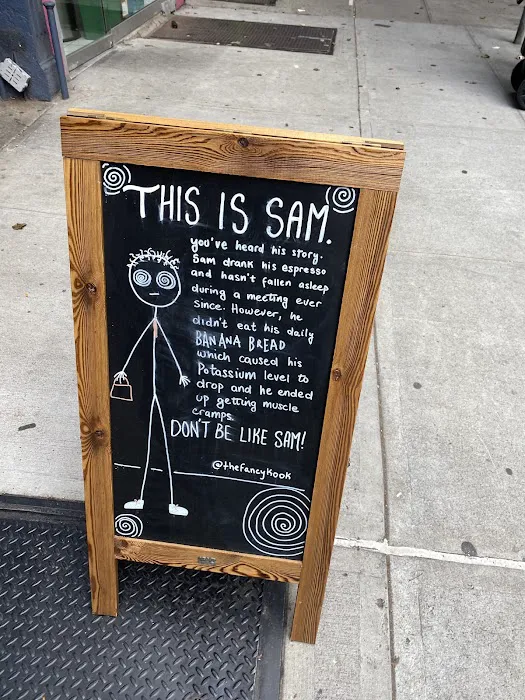 THIS IS SAM.
you've heard his story.
Sam drank his espresso
and hasn't fallen asleep
during a meeting ever
since. However, he
didn't eat his daily
BANANA BREAD
which caused his
Potassium level to
drop and he ended
up getting muscle
cramps.
DON'T BE LIKE SAM!
@thefancykook